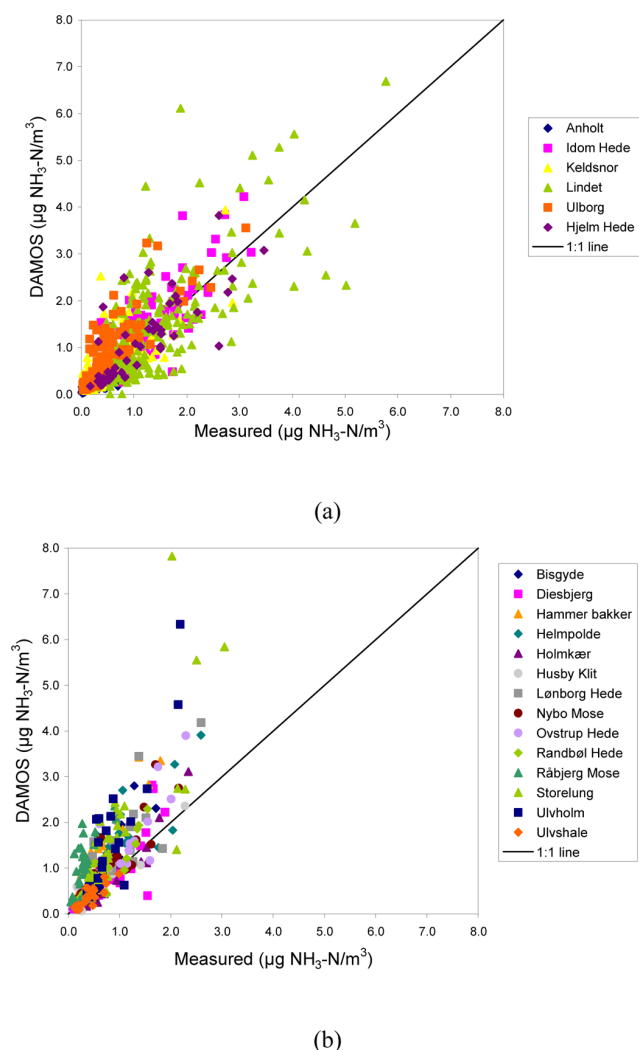 8.0
7.0
6.0
5.0
4.0
3.0
2.0
1.0
0.0
DAMOS (µg NH3-N/m3)
0.0 1.0 2.0 3.0 4.0 5.0 6.0 7.0 8.0
Measured (µg NH3-N/m3)
Anholt
Idom Hede
Keldsnor
Lindet
Ulborg
Hjelm Hede
1:1 line
(a)
8.0
7.0
6.0
5.0
4.0
3.0
2.0
1.0
0.0
DAMOS (µg NH3-N/m3)
0.0 1.0 2.0 3.0 4.0 5.0 6.0 7.0 8.0
Measured (µg NH3-N/m3)
Bisgyde
Diesbjerg
Hammer bakker
Helmpolde
Holmkær
Husby Klit
Lønborg Hede
Nybo Mose
Ovstrup Hede
Randbøl Hede
Råbjerg Mose
Storelung
Ulvholm
Ulvshale
1:1 line
(b)